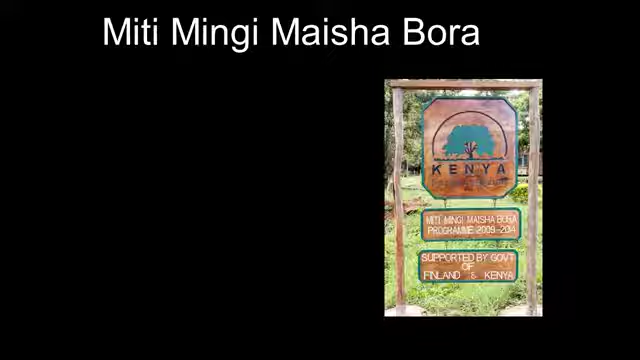 Miti Mingi Maisha Bora
KENYA
MITI MINGI MAISHA BORA
PROGRAMME 2009-2014
SUPPORTED BY GOVT
OF
FINLAND & KENYA